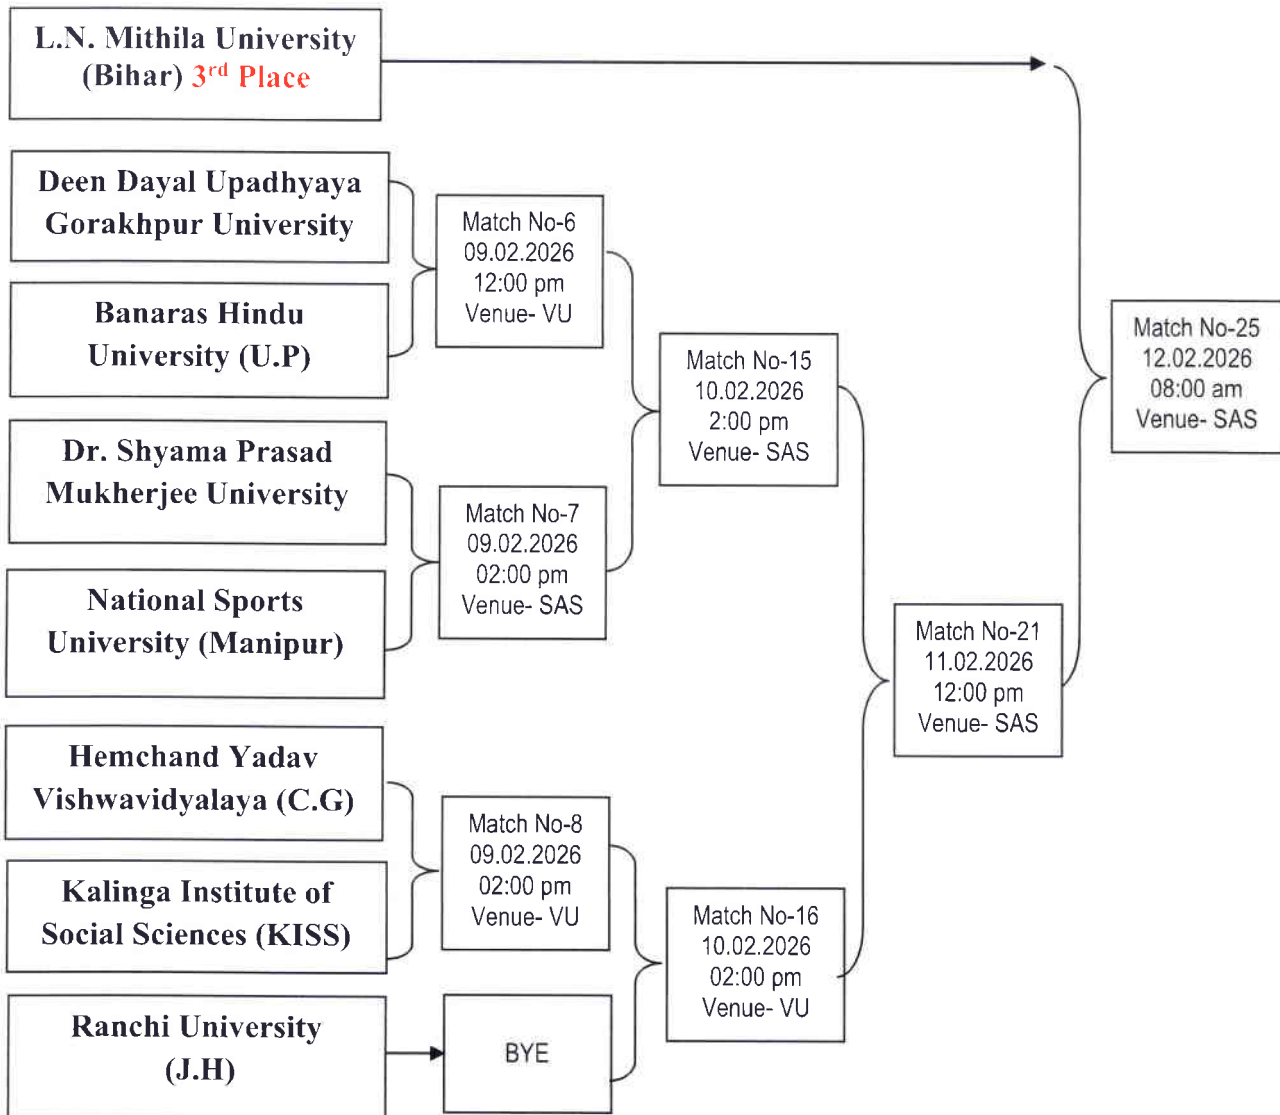 L.N. Mithila University
(Bihar) 3rd Place
Deen Dayal Upadhyaya
Gorakhpur University
Match No-6
09.02.2026
12:00 pm
Venue- VU
Banaras Hindu
University (U.P)
Match No-25
12.02.2026
08:00 am
Venue- SAS
Match No-15
10.02.2026
2:00 pm
Venue- SAS
Dr. Shyama Prasad
Mukherjee University
Match No-7
09.02.2026
02:00 pm
Venue- SAS
National Sports
University (Manipur)
Match No-21
11.02.2026
12:00 pm
Venue- SAS
Hemchand Yadav
Vishwavidyalaya (C.G)
Match No-8
09.02.2026
02:00 pm
Venue- VU
Kalinga Institute of
Social Sciences (KISS)
Match No-16
10.02.2026
02:00 pm
Venue- VU
Ranchi University
(J.H)
BYE